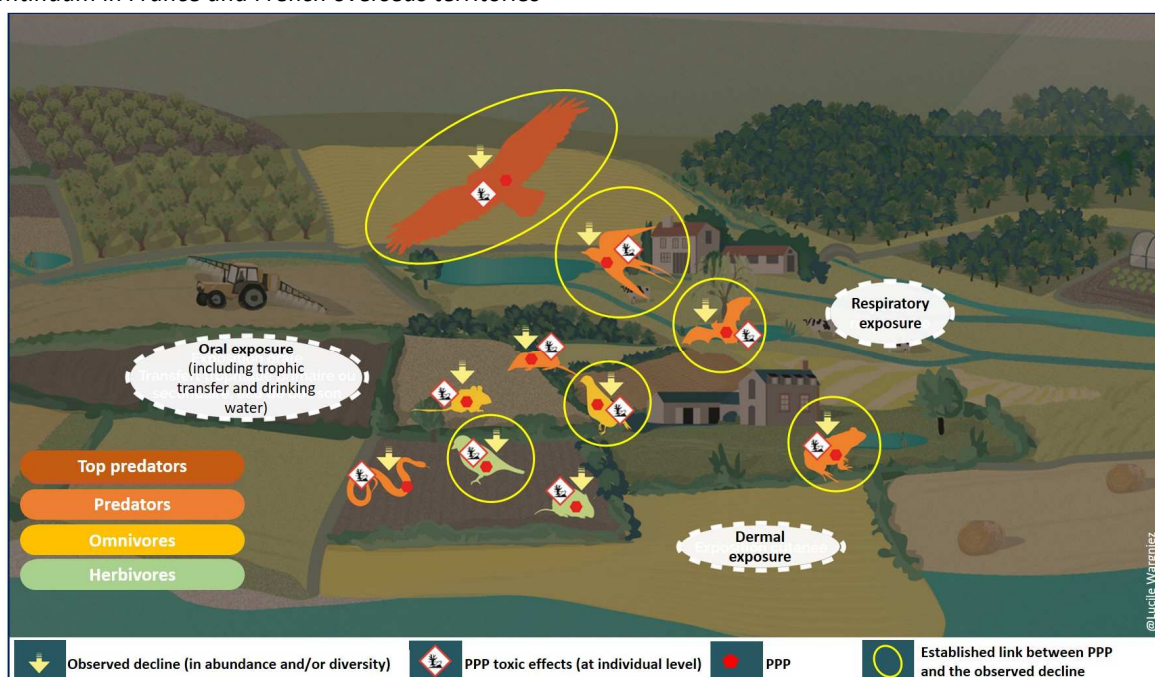 continuum in France and French overseas territories
Respiratory
exposure
Oral exposure
(including trophic
transfer and drinking
water)
Top predators
Predators
Omnivores
Herbivores
Dermal
exposure
@Lucile Wargniez
Observed decline (in abundance and/or diversity)
PPP toxic effects (at individual level)
PPP
Established link between PPP
and the observed decline